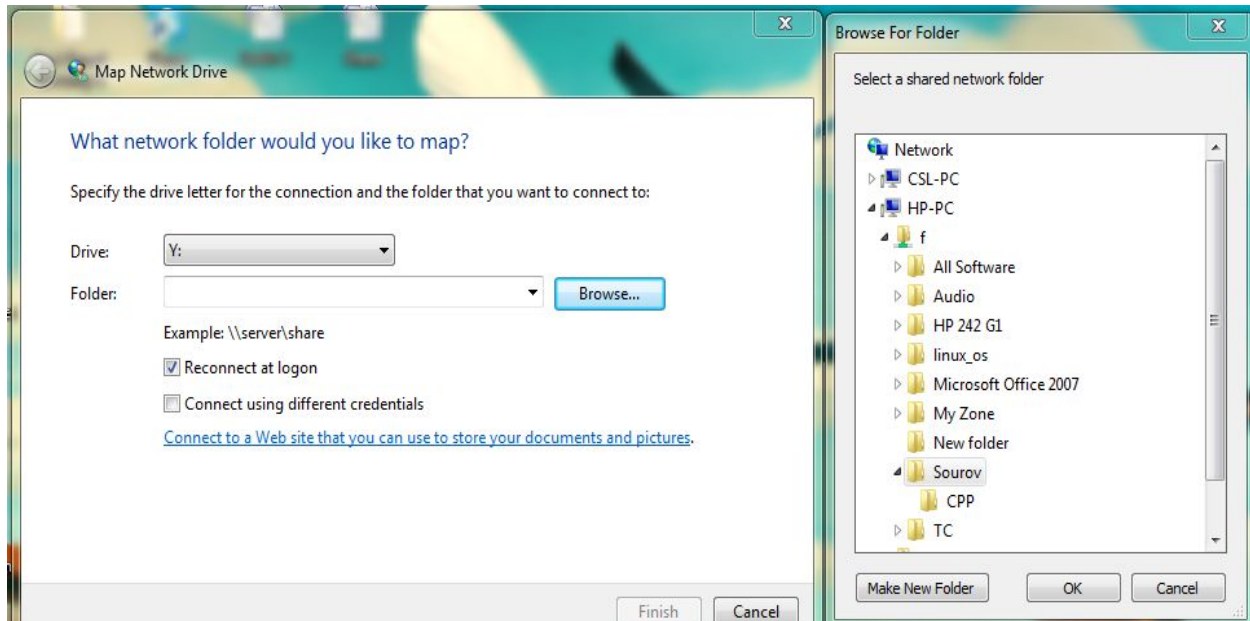 Map Network Drive
What network folder would you like to map?
Specify the drive letter for the connection and the folder that you want to connect to:
Drive: Y:
Folder: Browse...
Example: \\server\share
Reconnect at logon
Connect using different credentials
Connect to a Web site that you can use to store your documents and pictures.
Finish Cancel
Browse For Folder
Select a shared network folder
Network
CSL-PC
HP-PC
f
All Software
Audio
HP 242 G1
linux_os
Microsoft Office 2007
My Zone
New folder
Sourov
CPP
TC
Make New Folder OK Cancel